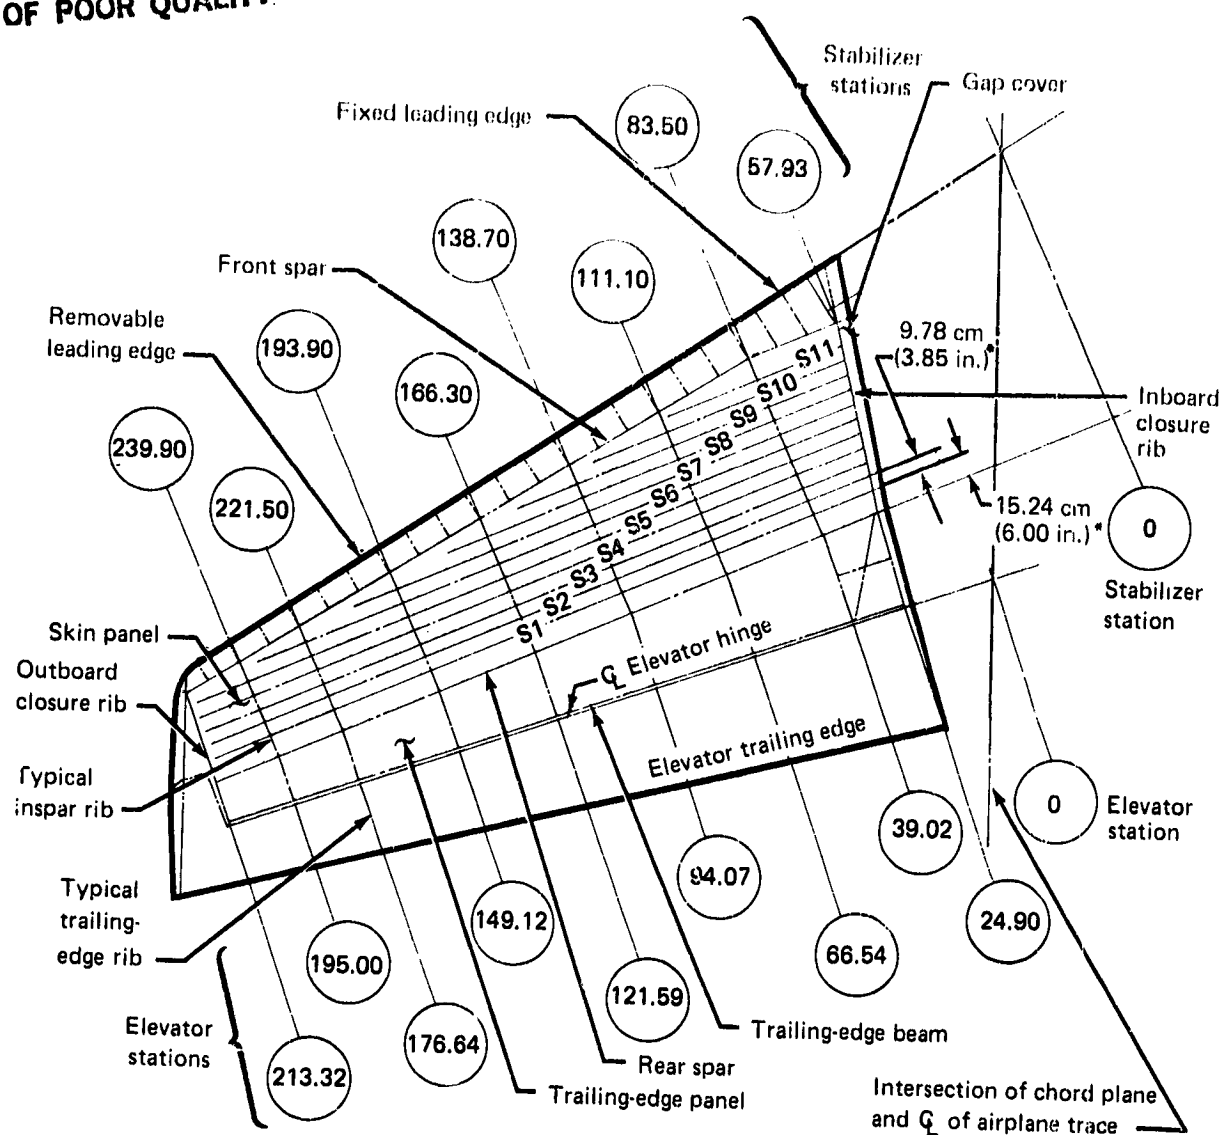 OF POOR QUALITY
Stabilizer
stations
Gap cover
Fixed leading edge
83.50
57.93
138.70
111.10
Front spar
Removable
leading edge
193.90
166.30
9.78 cm
(3.85 in.)*
S11
S10
S9
S8
S7
S6
S5
S4
S3
S2
S1
Inboard
closure
rib
239.90
221.50
15.24 cm
(6.00 in.)*
0
Stabilizer
station
Skin panel
Outboard
closure rib
℄ Elevator hinge
Elevator trailing edge
Typical
inspar rib
0
Elevator
station
39.02
94.07
24.90
Typical
trailing-
edge rib
149.12
195.00
66.54
121.59
Elevator
stations
176.64
213.32
Trailing-edge beam
Rear spar
Trailing-edge panel
Intersection of chord plane
and ℄ of airplane trace